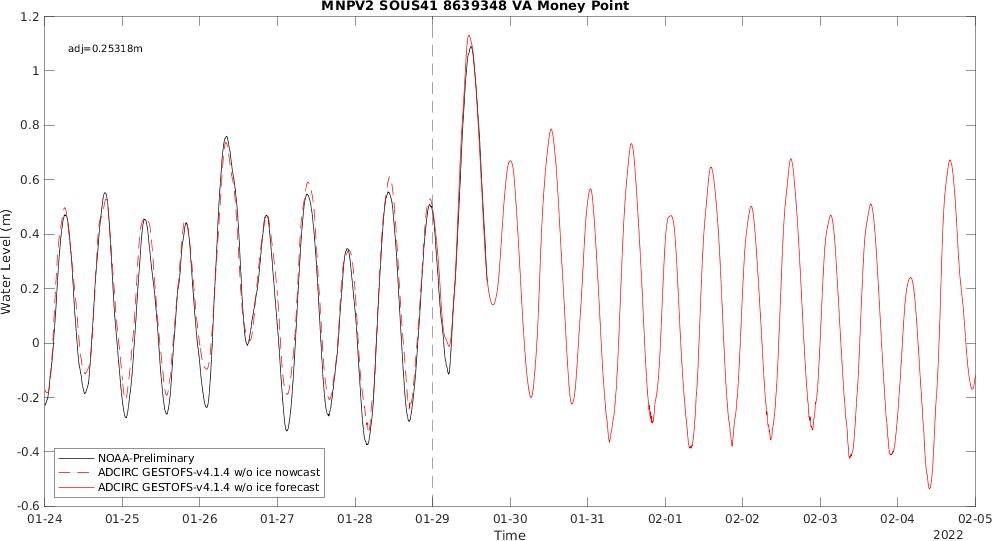 MNPV2 SOUS41 8639348 VA Money Point
adj=0.25318m
1.2
1
0.8
0.6
0.4
0.2
0
-0.2
-0.4
-0.6
Water Level (m)
NOAA-Preliminary
ADCIRC GESTOFS-v4.1.4 w/o ice nowcast
ADCIRC GESTOFS-v4.1.4 w/o ice forecast
01-24 01-25 01-26 01-27 01-28 01-29 01-30 01-31 02-01 02-02 02-03 02-04 02-05
Time
2022